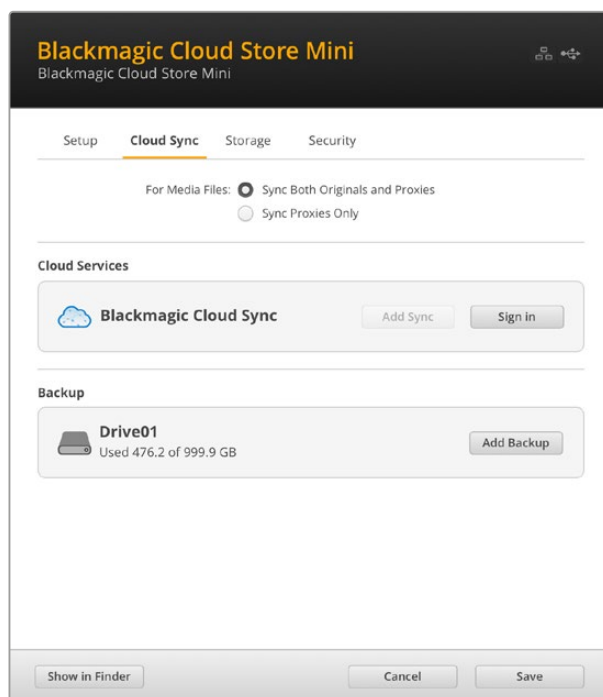 Blackmagic Cloud Store Mini
Blackmagic Cloud Store Mini
Setup Cloud Sync Storage Security
For Media Files: Sync Both Originals and Proxies
Sync Proxies Only
Cloud Services
Blackmagic Cloud Sync Add Sync Sign in
Backup
Drive01
Used 476.2 of 999.9 GB
Add Backup
Show in Finder Cancel Save